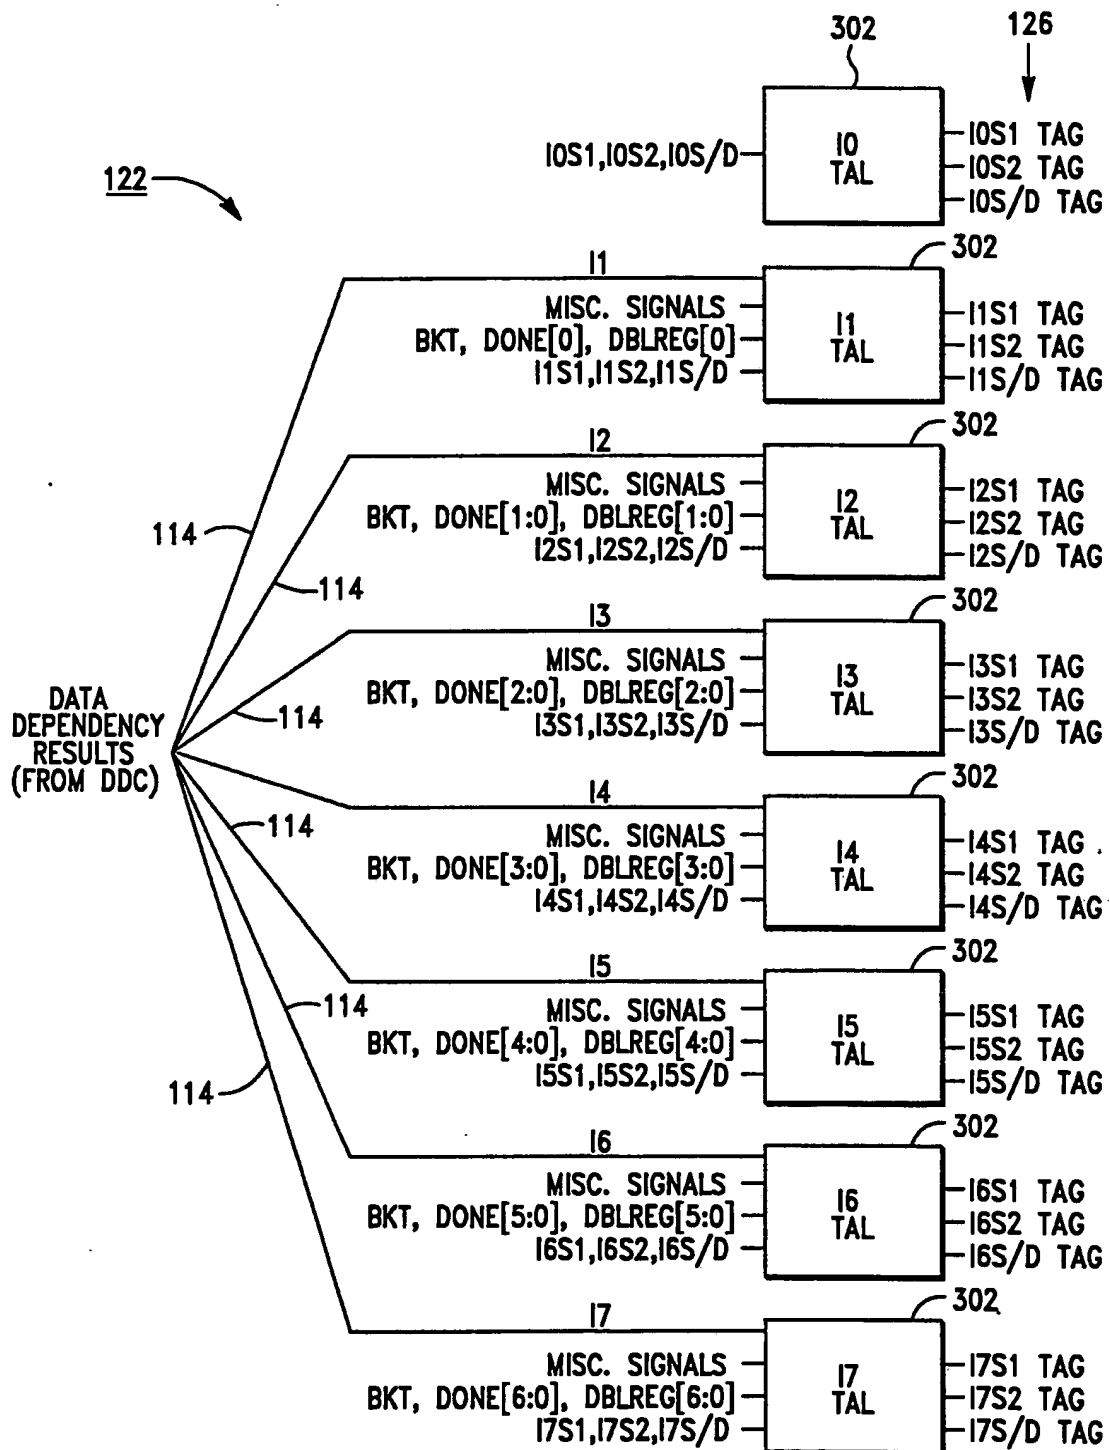 302
126
I0S1,I0S2,I0S/D
I0
TAL
I0S1 TAG
I0S2 TAG
I0S/D TAG
122
302
I1
MISC. SIGNALS
BKT, DONE[0], DBLREG[0]
I1S1,I1S2,I1S/D
I1
TAL
I1S1 TAG
I1S2 TAG
I1S/D TAG
302
I2
MISC. SIGNALS
BKT, DONE[1:0], DBLREG[1:0]
I2S1,I2S2,I2S/D
I2
TAL
I2S1 TAG
I2S2 TAG
I2S/D TAG
114
114
302
I3
MISC. SIGNALS
BKT, DONE[2:0], DBLREG[2:0]
I3S1,I3S2,I3S/D
I3
TAL
I3S1 TAG
I3S2 TAG
I3S/D TAG
114
DATA
DEPENDENCY
RESULTS
(FROM DDC)
302
I4
MISC. SIGNALS
BKT, DONE[3:0], DBLREG[3:0]
I4S1,I4S2,I4S/D
I4
TAL
I4S1 TAG
I4S2 TAG
I4S/D TAG
114
302
I5
MISC. SIGNALS
BKT, DONE[4:0], DBLREG[4:0]
I5S1,I5S2,I5S/D
I5
TAL
I5S1 TAG
I5S2 TAG
I5S/D TAG
114
114
302
I6
MISC. SIGNALS
BKT, DONE[5:0], DBLREG[5:0]
I6S1,I6S2,I6S/D
I6
TAL
I6S1 TAG
I6S2 TAG
I6S/D TAG
302
I7
MISC. SIGNALS
BKT, DONE[6:0], DBLREG[6:0]
I7S1,I7S2,I7S/D
I7
TAL
I7S1 TAG
I7S2 TAG
I7S/D TAG